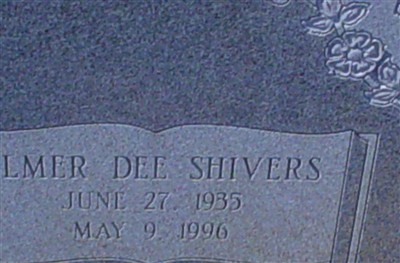 LMER DEE SHIVERS
JUNE 27, 1935
MAY 9, 1996